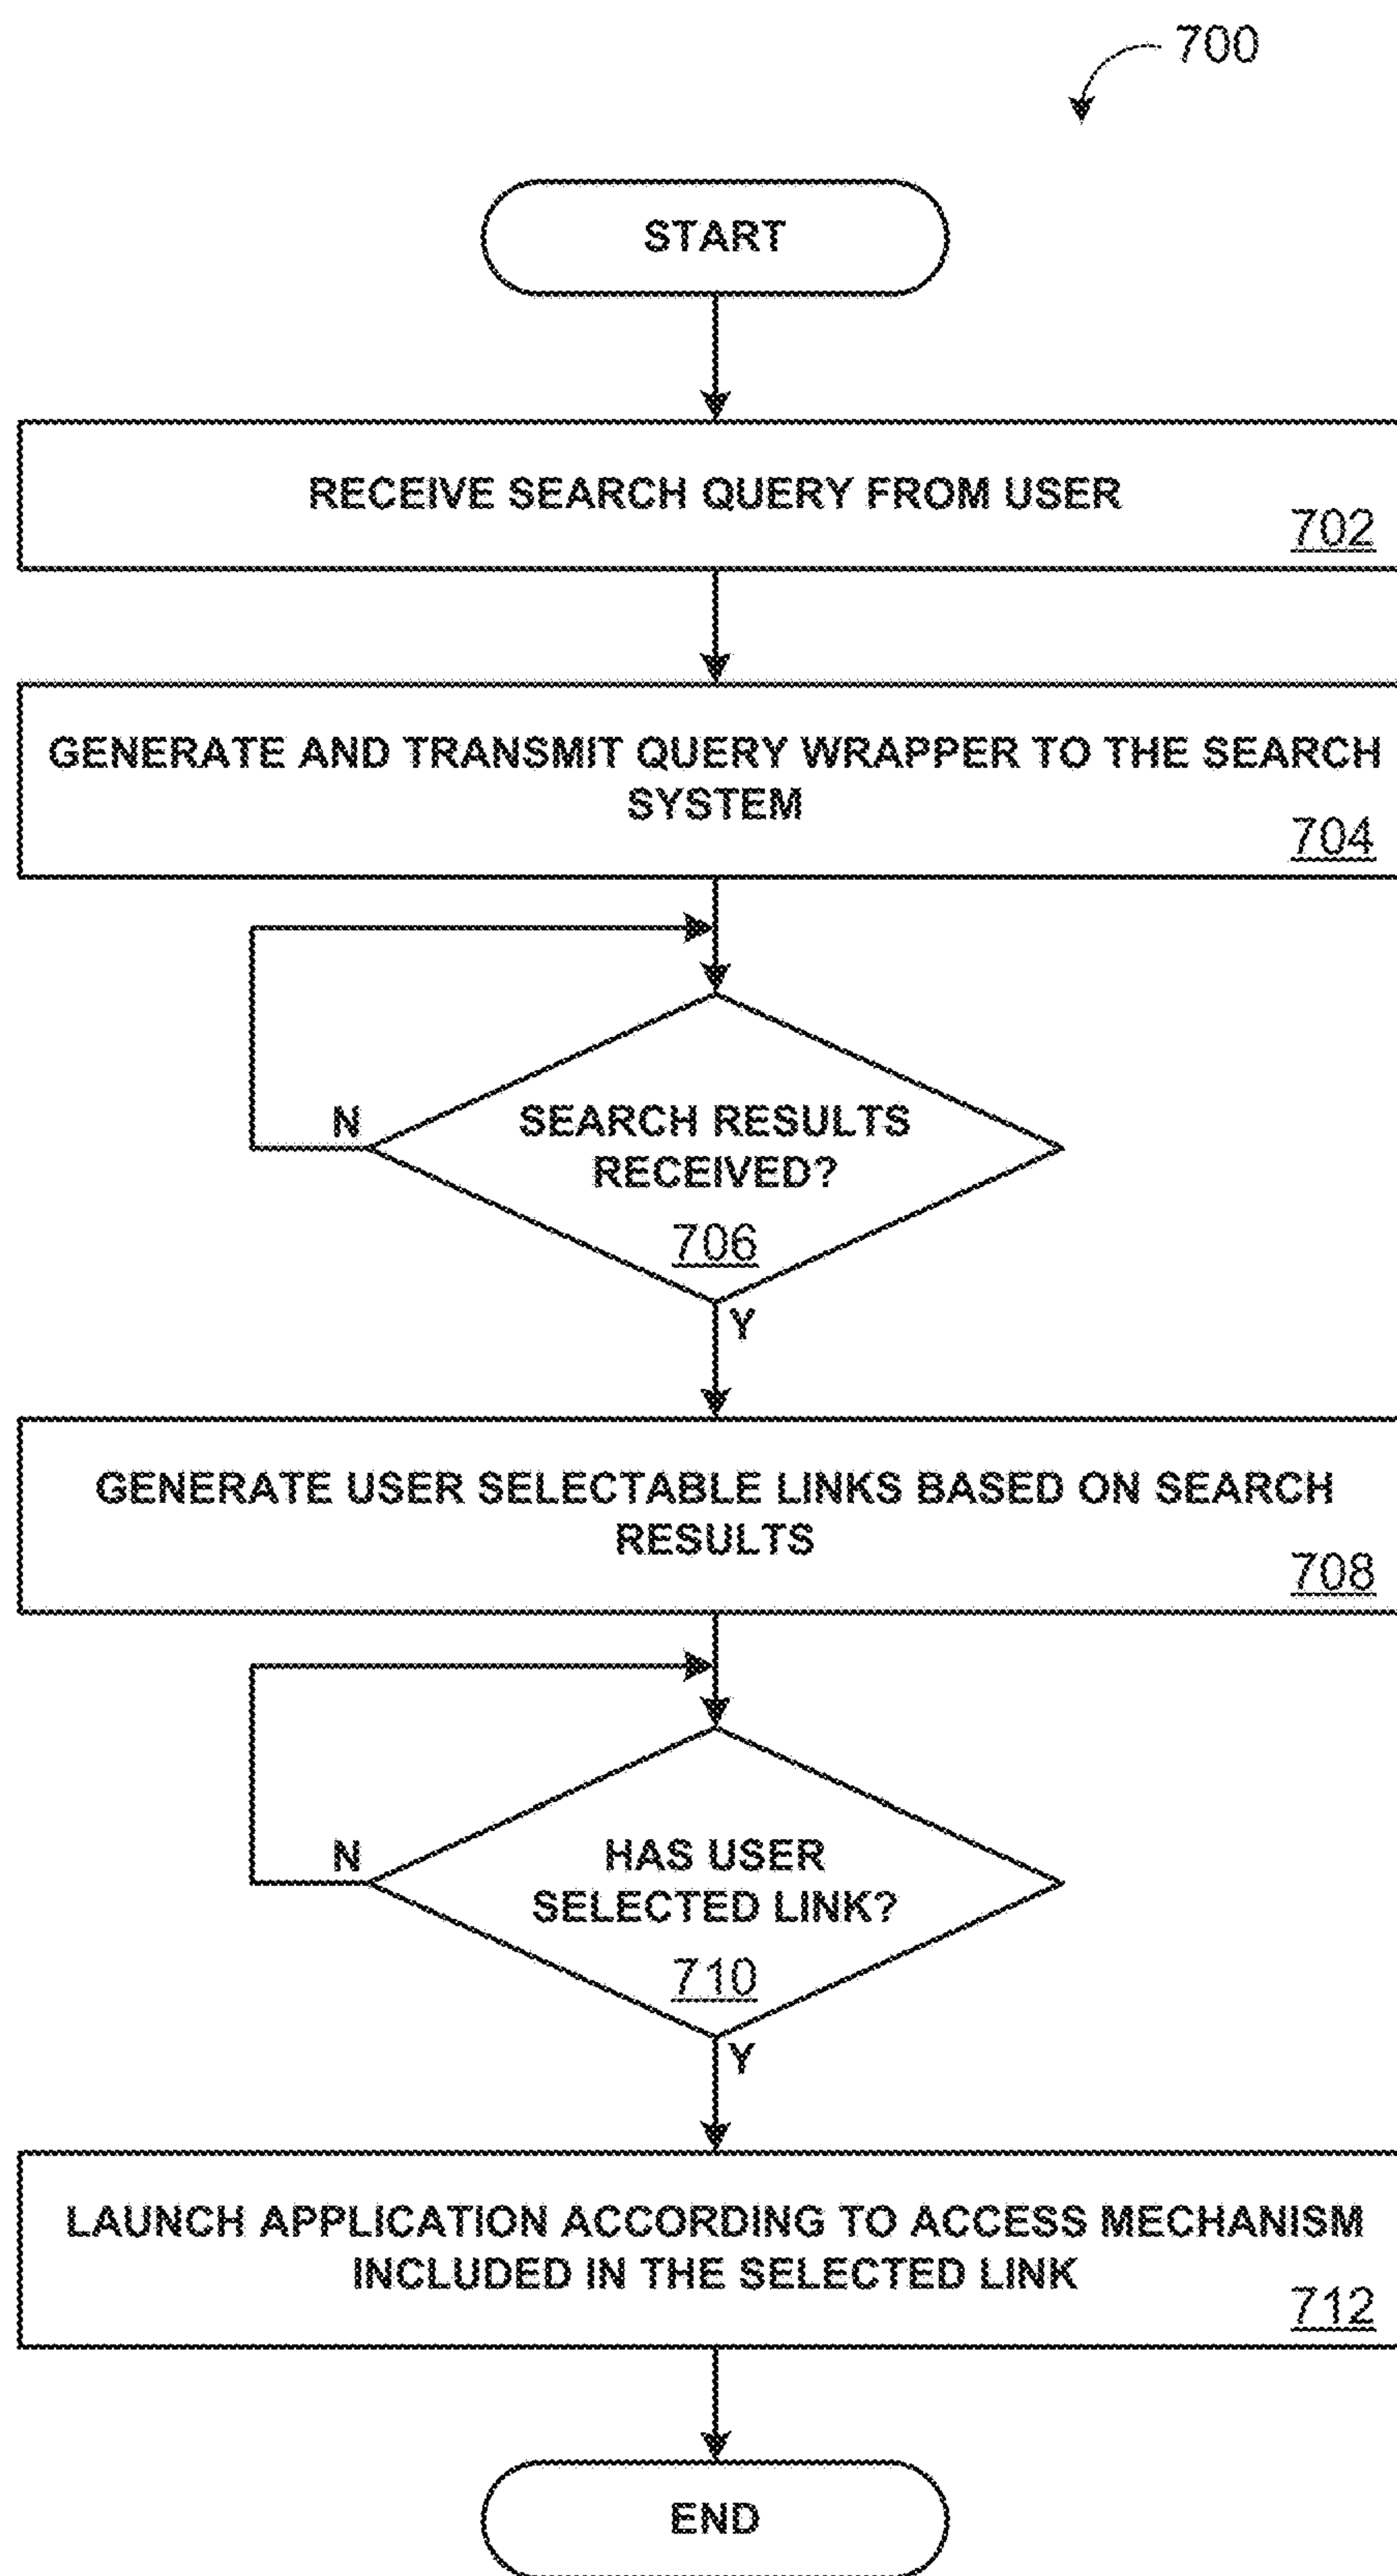 700
START
RECEIVE SEARCH QUERY FROM USER
702
GENERATE AND TRANSMIT QUERY WRAPPER TO THE SEARCH
SYSTEM
704
N
SEARCH RESULTS
RECEIVED?
706
Y
GENERATE USER SELECTABLE LINKS BASED ON SEARCH
RESULTS
708
N
HAS USER
SELECTED LINK?
710
Y
LAUNCH APPLICATION ACCORDING TO ACCESS MECHANISM
INCLUDED IN THE SELECTED LINK
712
END